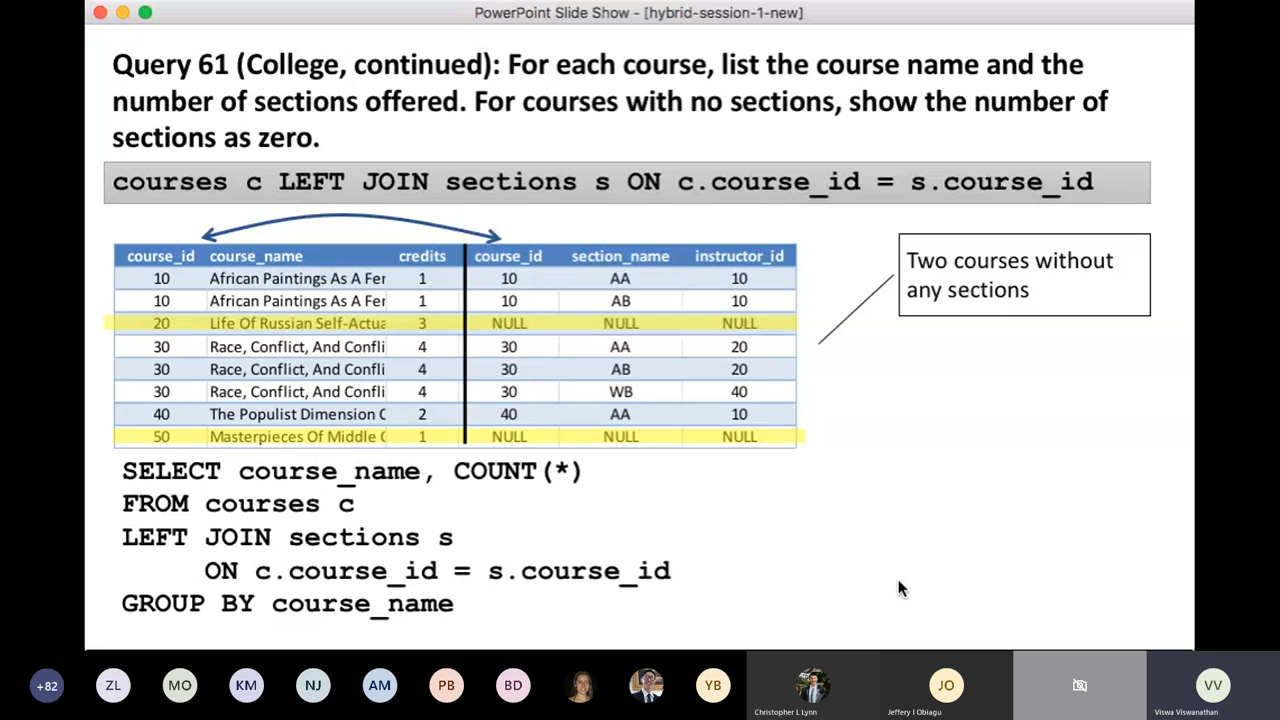 PowerPoint Slide Show - [hybrid-session-1-new]
Query 61 (College, continued): For each course, list the course name and the
number of sections offered. For courses with no sections, show the number of
sections as zero.
courses c LEFT JOIN sections s ON c.course_id = s.course_id
course_id course_name credits course_id section_name instructor_id
10 African Paintings As A Fer 1 10 AA 10
10 African Paintings As A Fer 1 10 AB 10
20 Life Of Russian Self-Actua 3 NULL NULL NULL
30 Race, Conflict, And Confli 4 30 AA 20
30 Race, Conflict, And Confli 4 30 AB 20
30 Race, Conflict, And Confli 4 30 WB 40
40 The Populist Dimension C 2 40 AA 10
50 Masterpieces Of Middle C 1 NULL NULL NULL
Two courses without
any sections
SELECT course_name, COUNT(*)
FROM courses c
LEFT JOIN sections s
ON c.course_id = s.course_id
GROUP BY course_name
+82 ZL MO KM NJ AM PB BD YB JO VV
Christopher L Lynn Jeffery I Obiagu Viswa Viswanathan